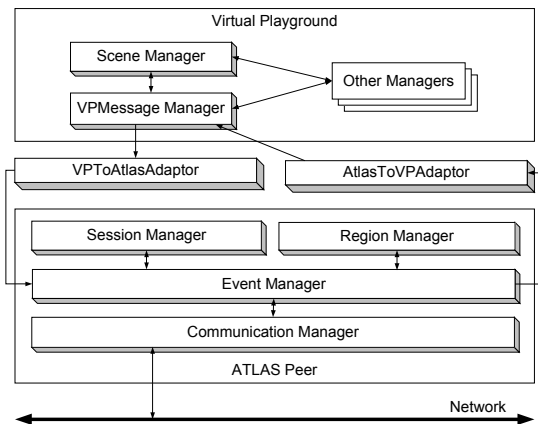 Virtual Playground
Scene Manager
Other Managers
VPMessage Manager
VPToAtlasAdaptor
AtlasToVPAdaptor
Session Manager
Region Manager
Event Manager
Communication Manager
ATLAS Peer
Network